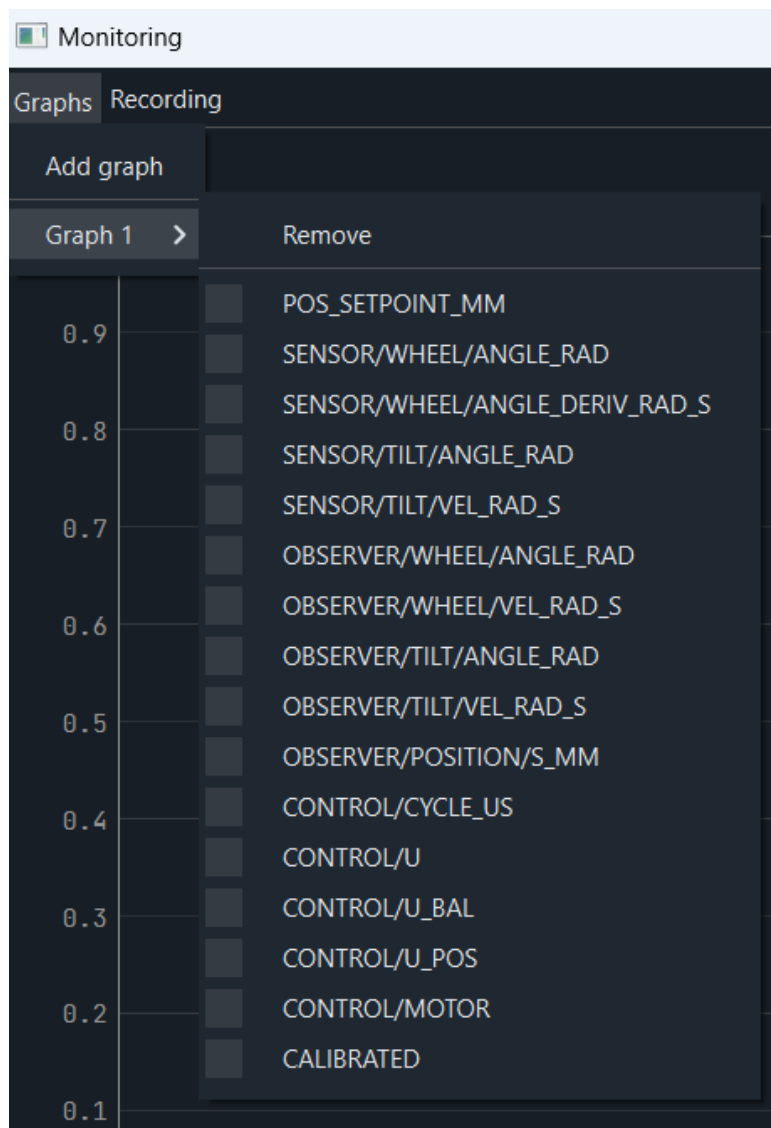 Monitoring
Graphs Recording
Add graph
Graph 1
Remove
POS_SETPOINT_MM
SENSOR/WHEEL/ANGLE_RAD
SENSOR/WHEEL/ANGLE_DERIV_RAD_S
SENSOR/TILT/ANGLE_RAD
SENSOR/TILT/VEL_RAD_S
OBSERVER/WHEEL/ANGLE_RAD
OBSERVER/WHEEL/VEL_RAD_S
OBSERVER/TILT/ANGLE_RAD
OBSERVER/TILT/VEL_RAD_S
OBSERVER/POSITION/S_MM
CONTROL/CYCLE_US
CONTROL/U
CONTROL/U_BAL
CONTROL/U_POS
CONTROL/MOTOR
CALIBRATED
0.9
0.8
0.7
0.6
0.5
0.4
0.3
0.2
0.1